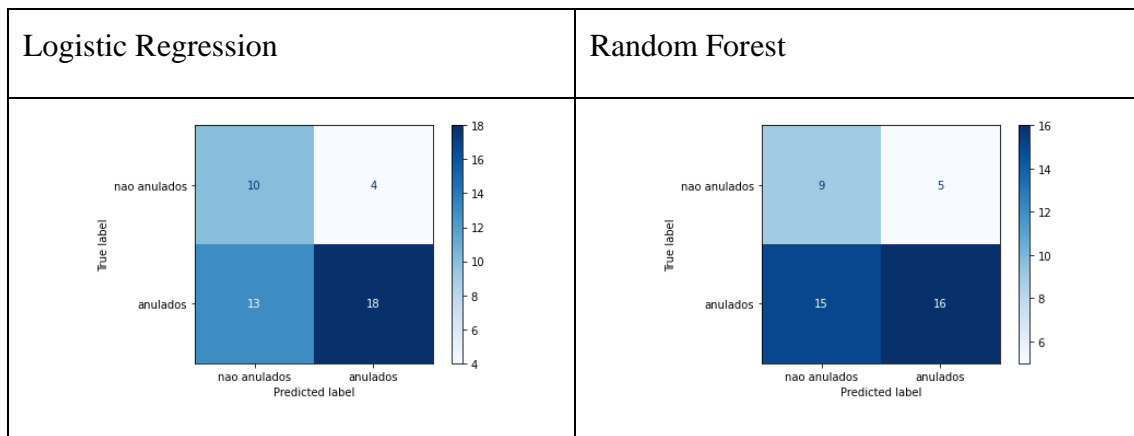 Logistic Regression
Random Forest
18
16
14
12
10
8
6
4
nao anulados
10
4
True label
anulados
13
18
nao anulados
anulados
Predicted label
16
14
12
10
8
6
nao anulados
9
5
True label
anulados
15
16
nao anulados
anulados
Predicted label